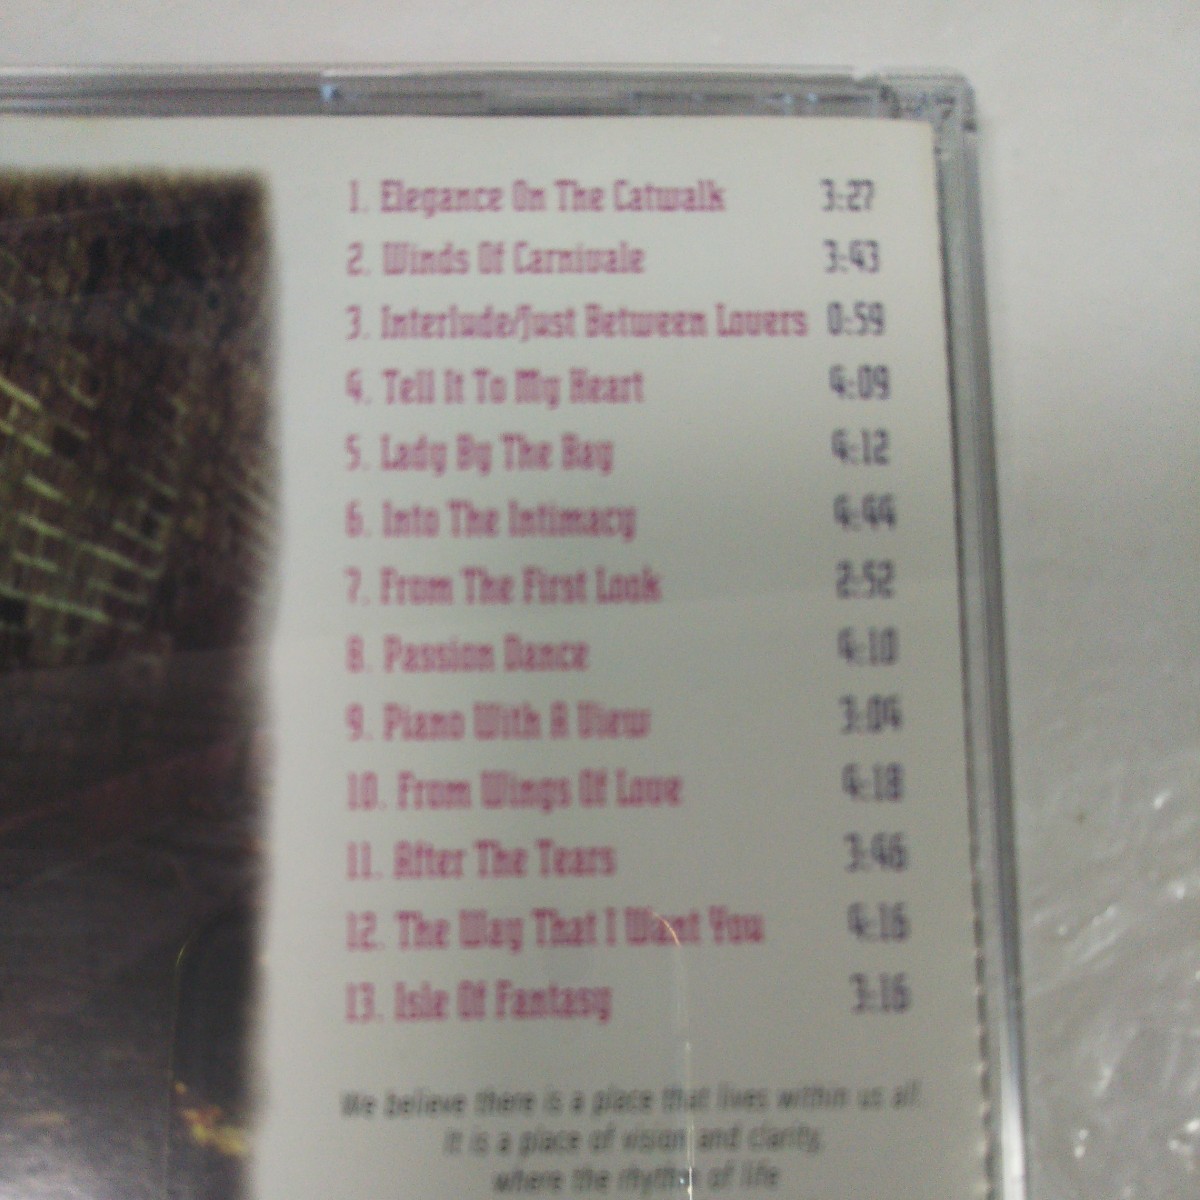 1. Elegance On The Catwalk 3:27
2. Winds Of Carnivale 3:43
3. Interlude/Just Between Lovers 0:59
4. Tell It To My Heart 4:09
5. Lady By The Bay 4:12
6. Into The Intimacy 4:44
7. From The First Look 2:52
8. Passion Dance 4:10
9. Piano With A View 3:04
10. From Wings Of Love 4:18
11. After The Tears 3:46
12. The Way That I Want You 4:16
13. Isle Of Fantasy 3:16
We believe there is a place that lives within us all.
It is a place of vision and clarity,
where the rhythm of life